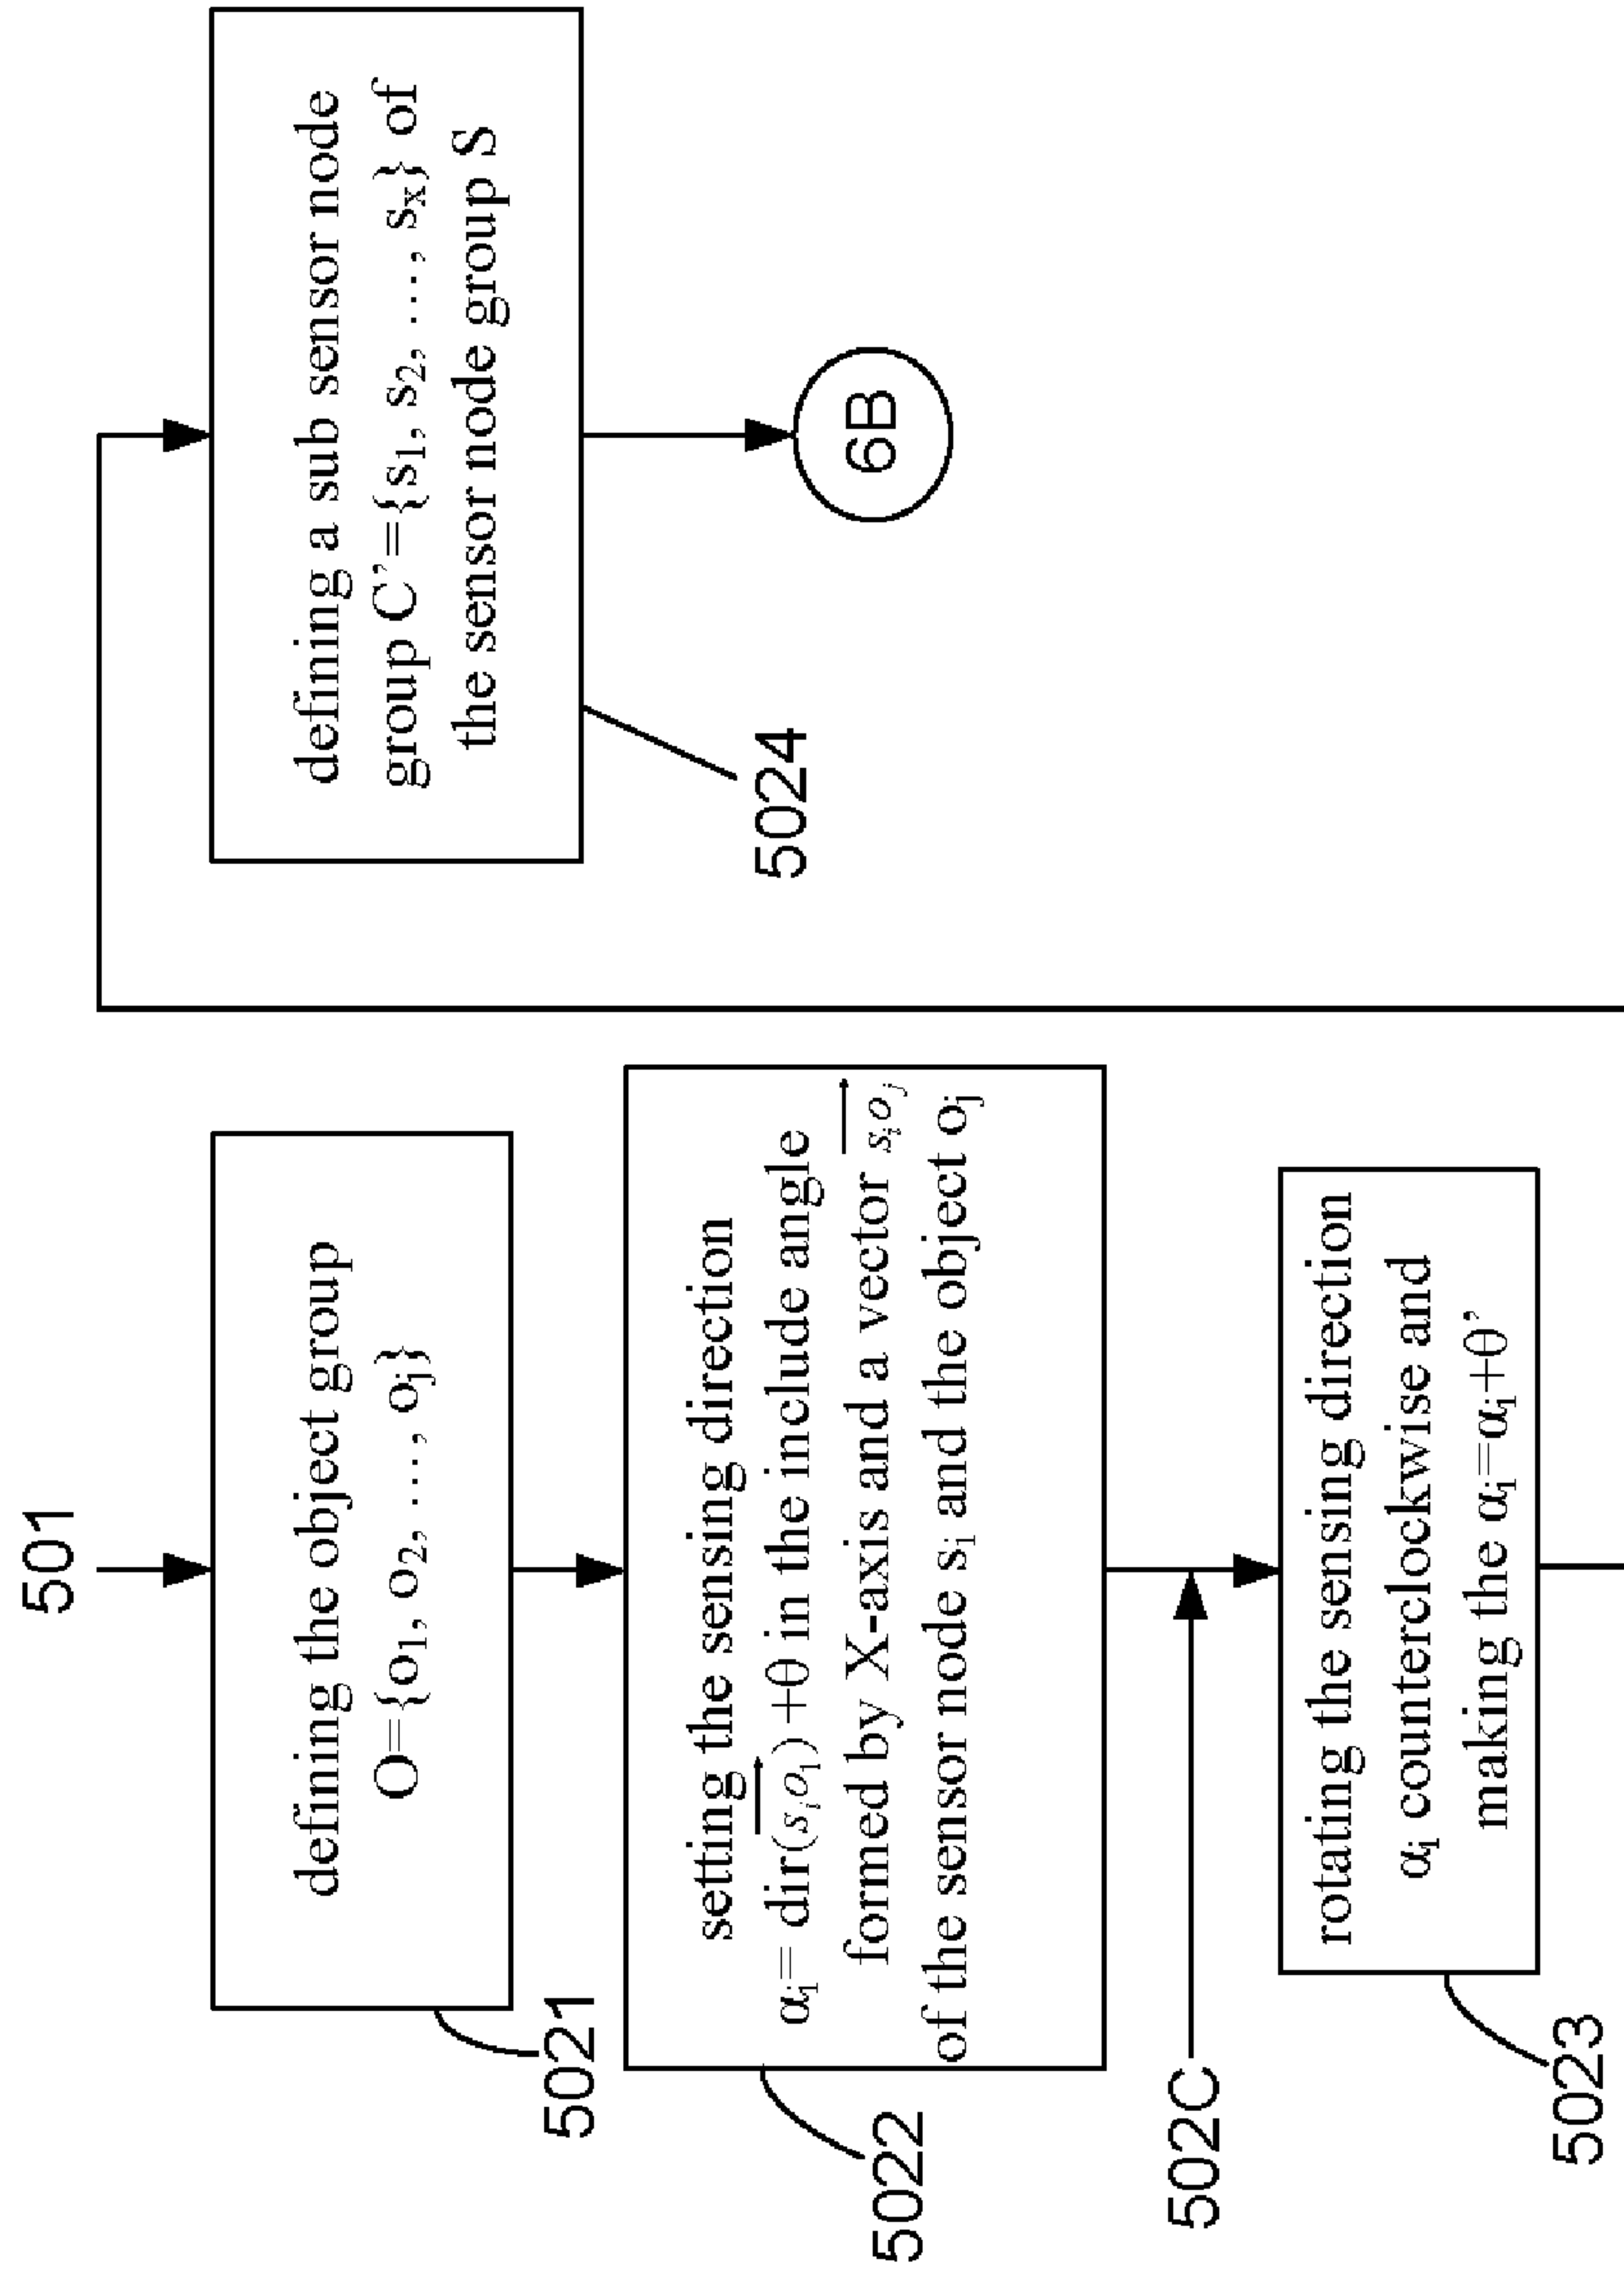 501
defining the object group
O={o₁, o₂, ..., oⱼ}
5021
setting the sensing direction
αᵢ= dir(s⃗ᵢo⃗₁) +θ in the include angle
formed by X-axis and a vector s⃗ᵢo⃗ⱼ
of the sensor node sᵢ and the object oⱼ
5022
502C
rotating the sensing direction
αᵢ counterclockwise and
making the αᵢ=αᵢ+θ’
5023
defining a sub sensor node
group C’={s₁, s₂, ..., sₓ} of
the sensor node group S
5024
6B